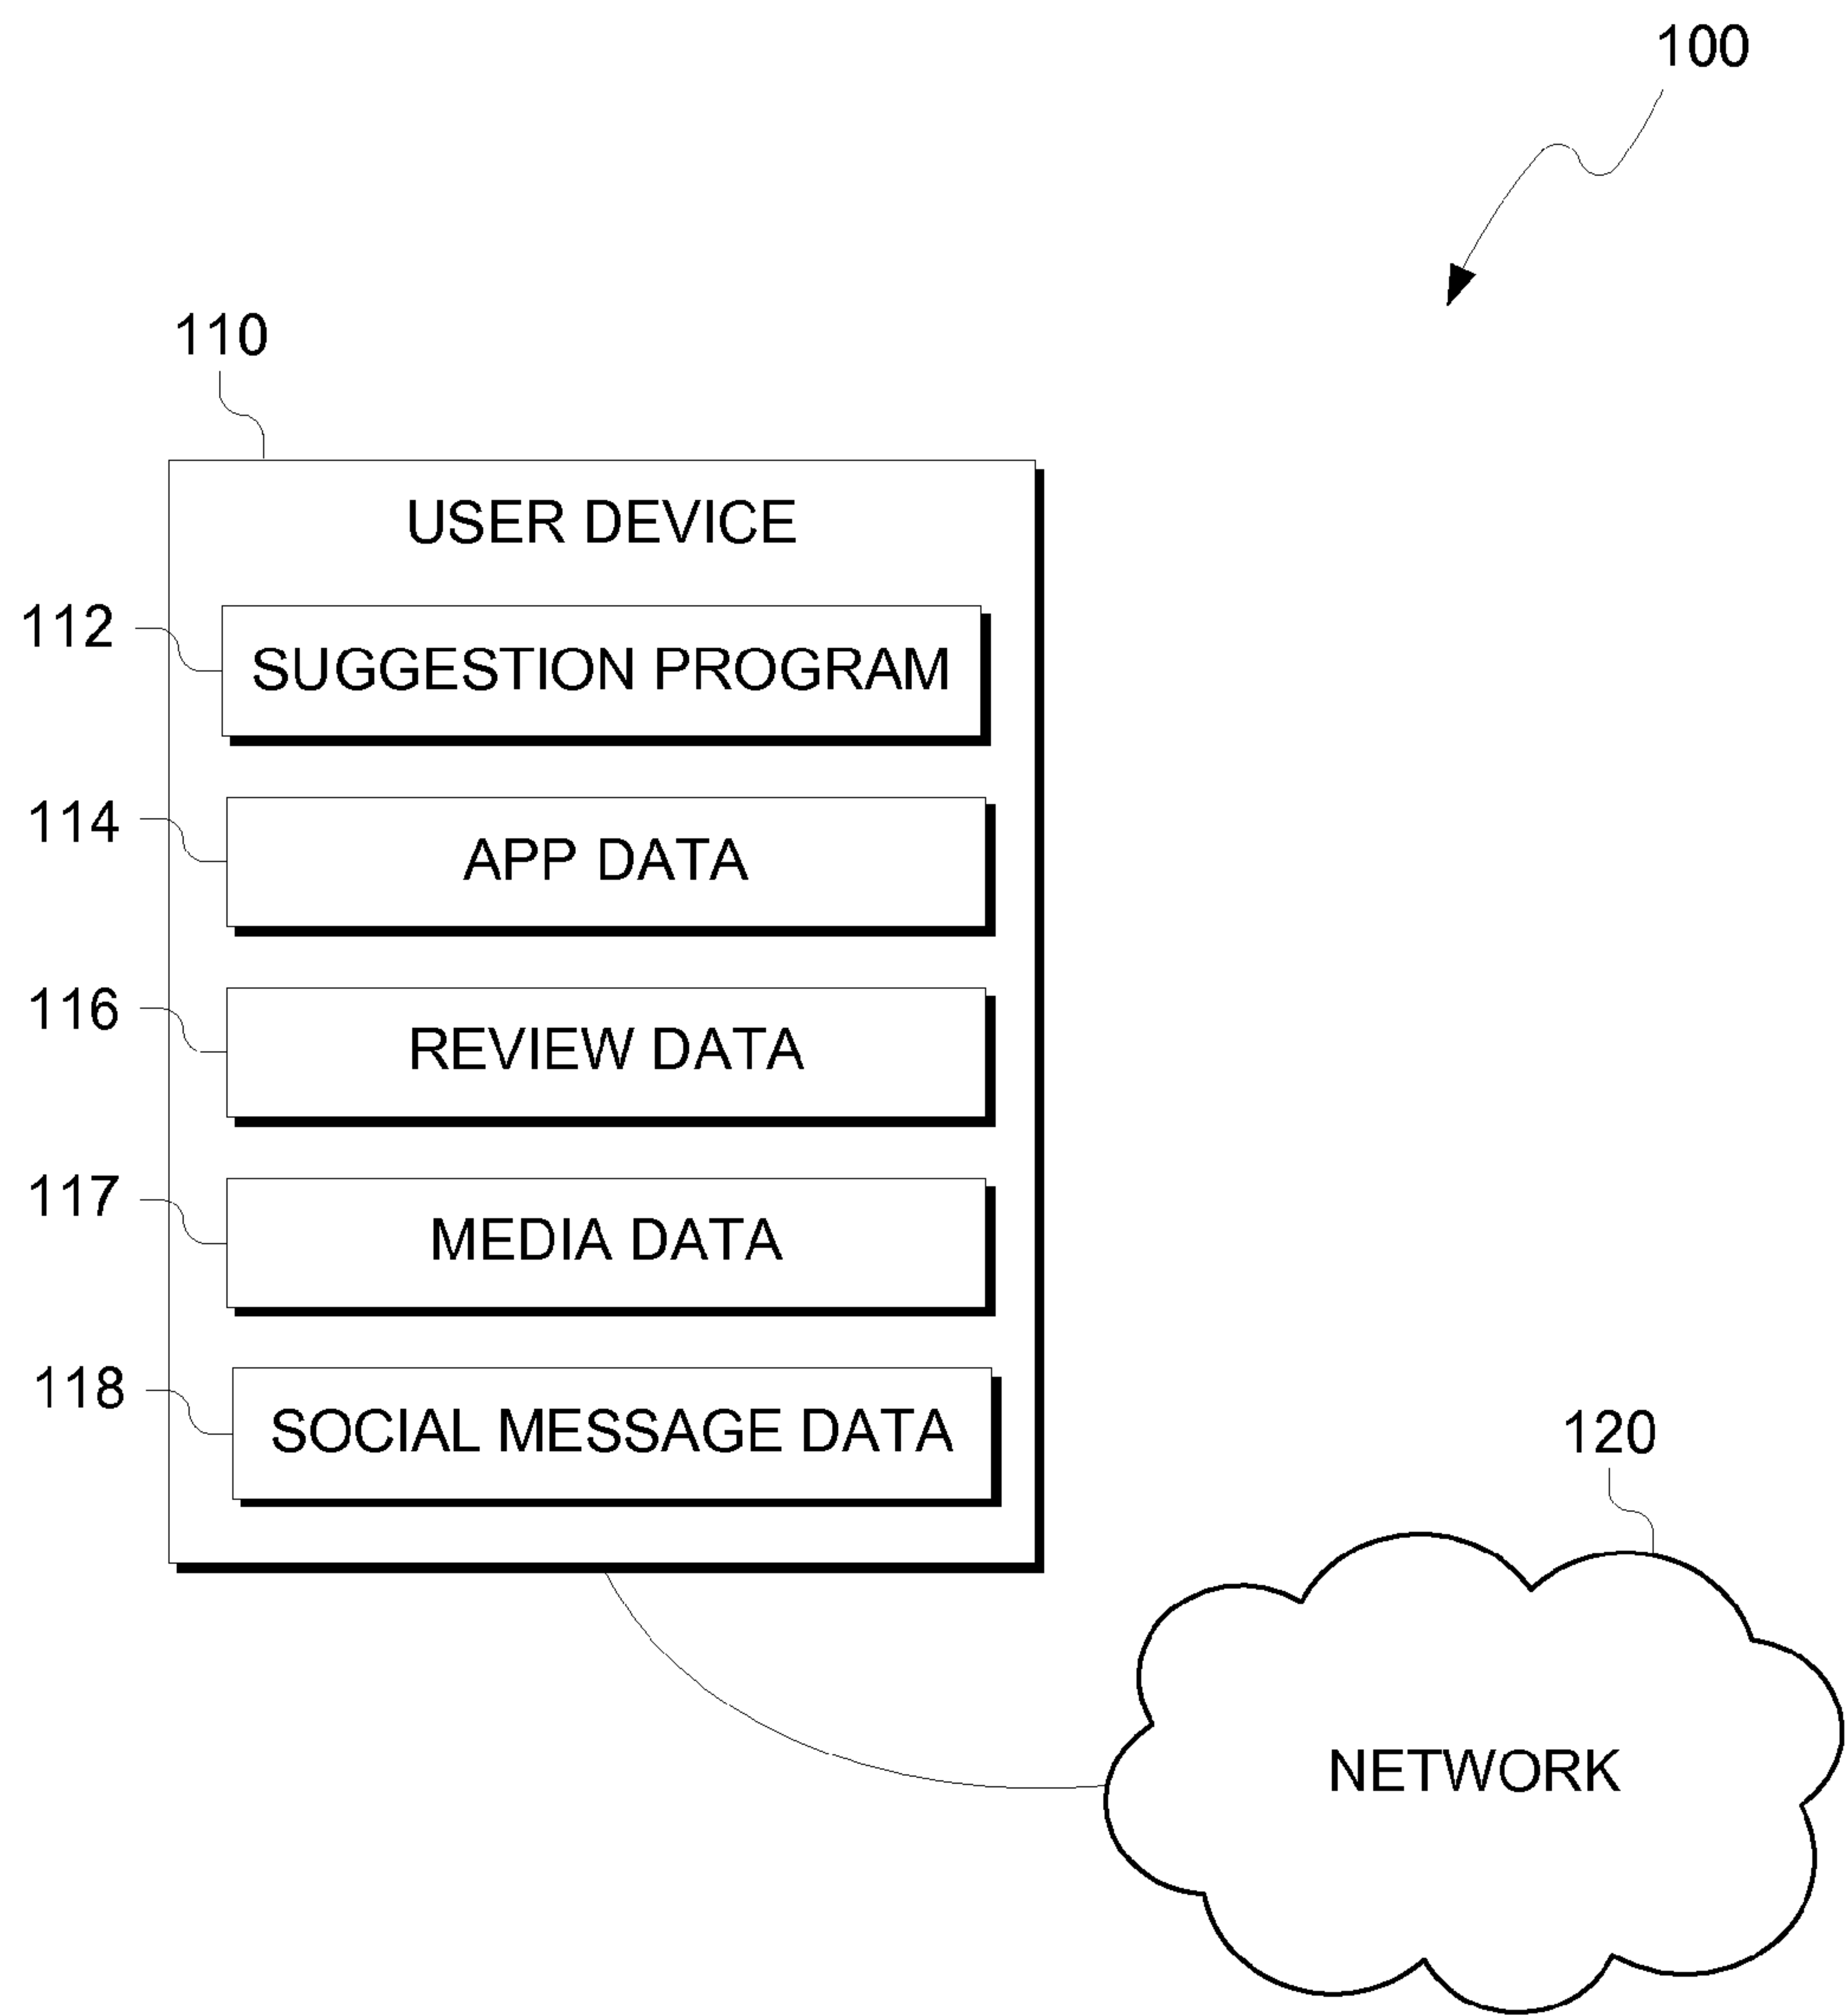 100
110
USER DEVICE
112
SUGGESTION PROGRAM
114
APP DATA
116
REVIEW DATA
117
MEDIA DATA
118
SOCIAL MESSAGE DATA
120
NETWORK